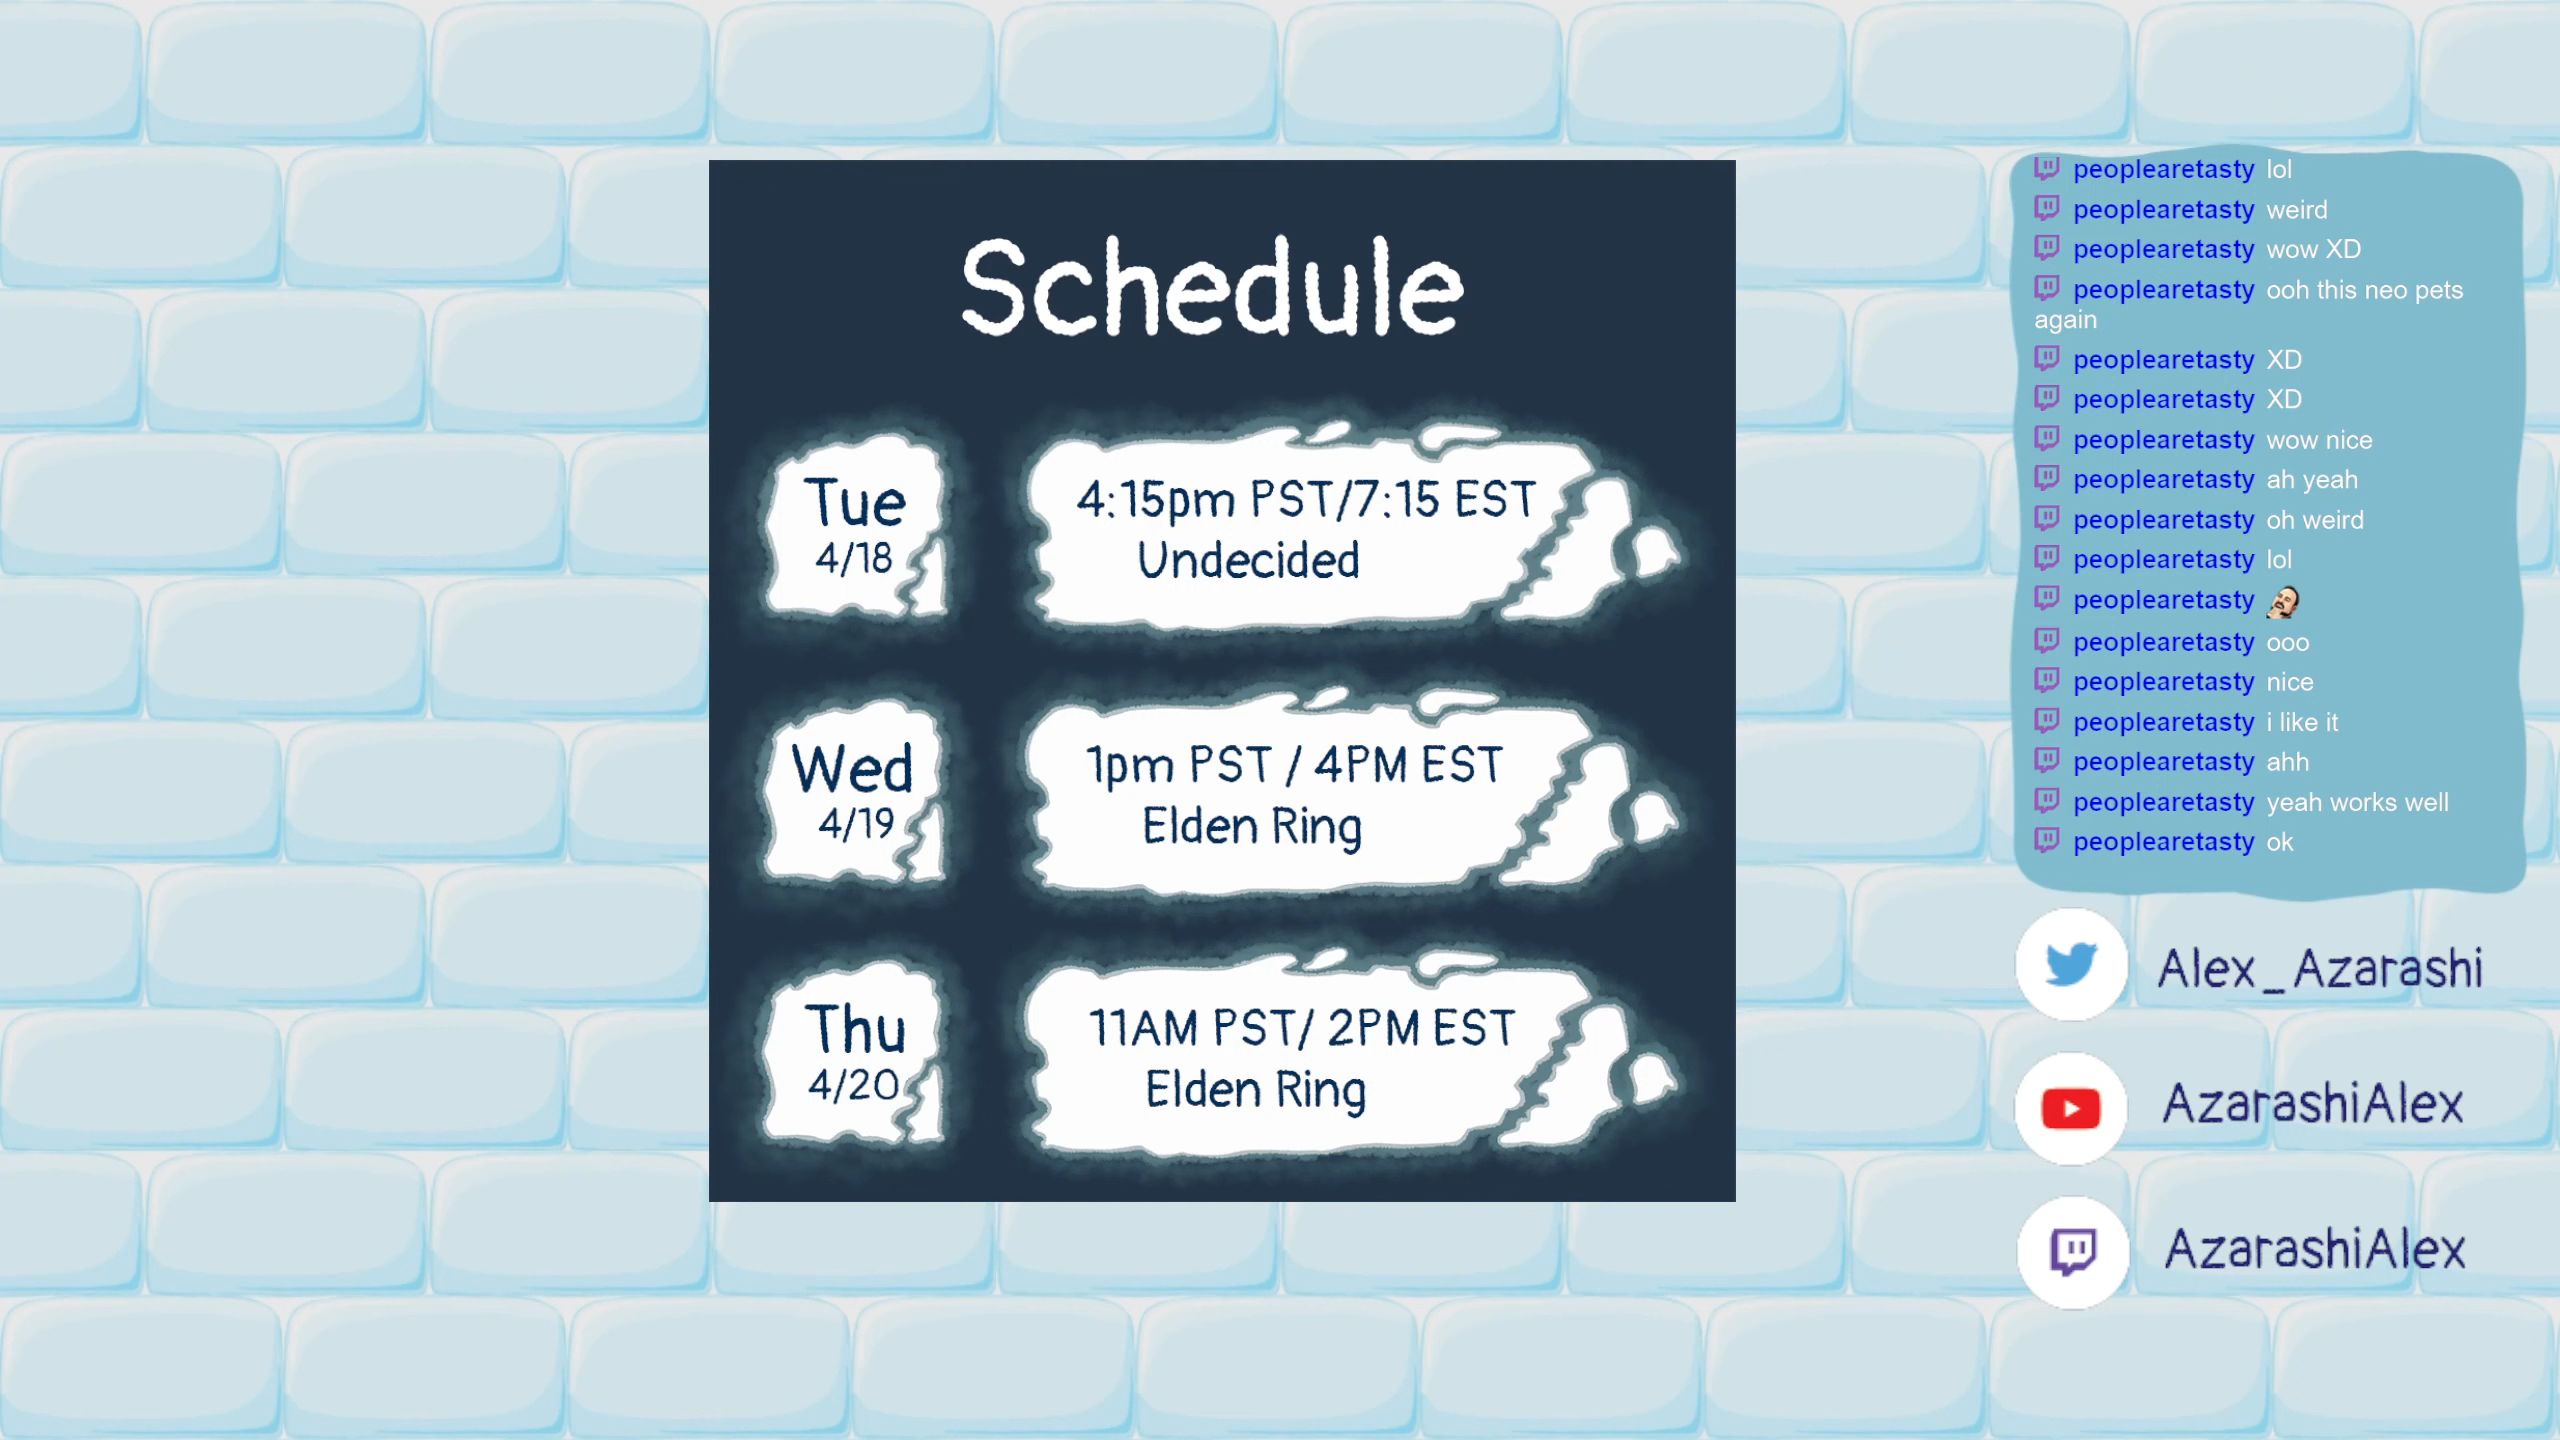 Schedule
Tue
4/18
4:15pm PST/7:15 EST
Undecided
Wed
4/19
1pm PST / 4PM EST
Elden Ring
Thu
4/20
11AM PST/ 2PM EST
Elden Ring
peoplearetasty lol
peoplearetasty weird
peoplearetasty wow XD
peoplearetasty ooh this neo pets
again
peoplearetasty XD
peoplearetasty XD
peoplearetasty wow nice
peoplearetasty ah yeah
peoplearetasty oh weird
peoplearetasty lol
peoplearetasty
peoplearetasty ooo
peoplearetasty nice
peoplearetasty i like it
peoplearetasty ahh
peoplearetasty yeah works well
peoplearetasty ok
Alex_Azarashi
AzarashiAlex
AzarashiAlex